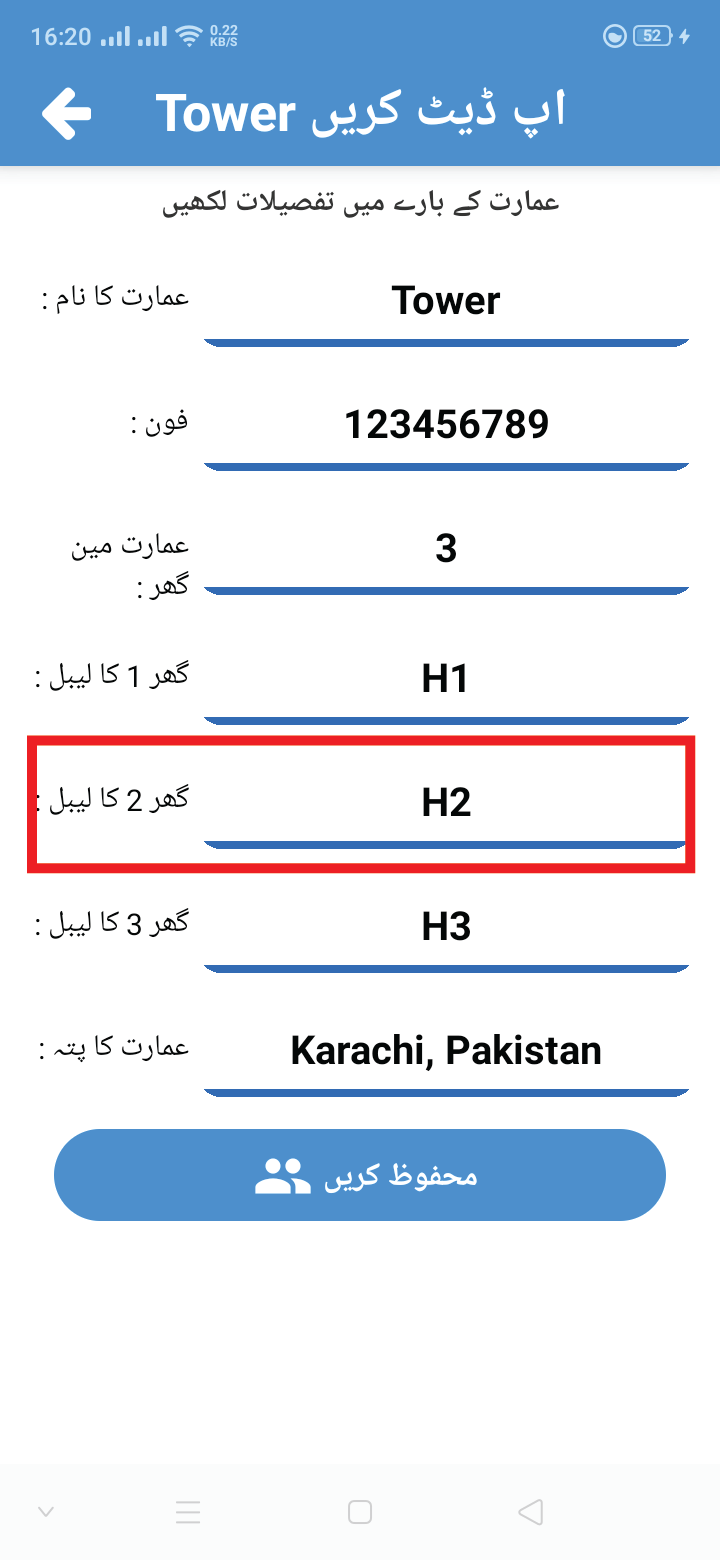 16:20 0.22 KB/S 52
Tower اپ ڈیٹ کریں
عمارت کے بارے میں تفصیلات لکھیں
عمارت کا نام :
Tower
فون :
123456789
عمارت مین
گھر :
3
گھر 1 کا لیبل :
H1
گھر 2 کا لیبل :
H2
گھر 3 کا لیبل :
H3
عمارت کا پتہ :
Karachi, Pakistan
محفوظ کریں